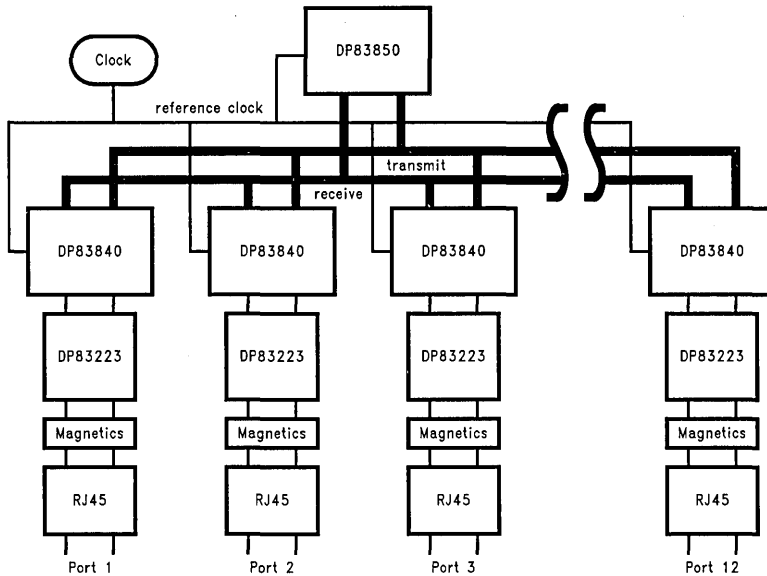 DP83850
Clock
reference clock
transmit
receive
DP83840 DP83840 DP83840 DP83840
DP83223 DP83223 DP83223 DP83223
Magnetics Magnetics Magnetics Magnetics
RJ45 RJ45 RJ45 RJ45
Port 1 Port 2 Port 3 Port 12